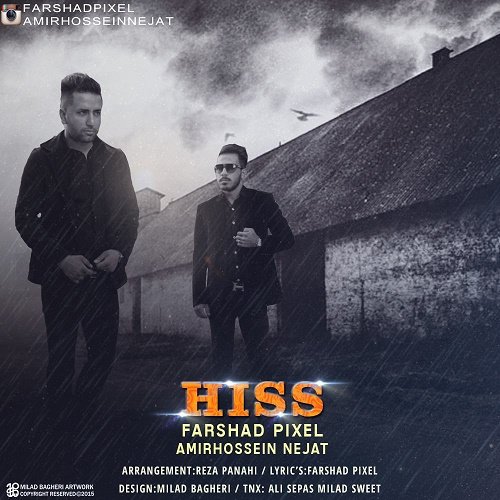 FARSHADPIXEL
AMIRHOSSEINNEJAT
HISS
FARSHAD PIXEL
AMIRHOSSEIN NEJAT
ARRANGEMENT:REZA PANAHI / LYRIC'S:FARSHAD PIXEL
DESIGN:MILAD BAGHERI / TNX: ALI SEPAS MILAD SWEET
MILAD BAGHERI ARTWORK
COPYRIGHT RESERVED©2015